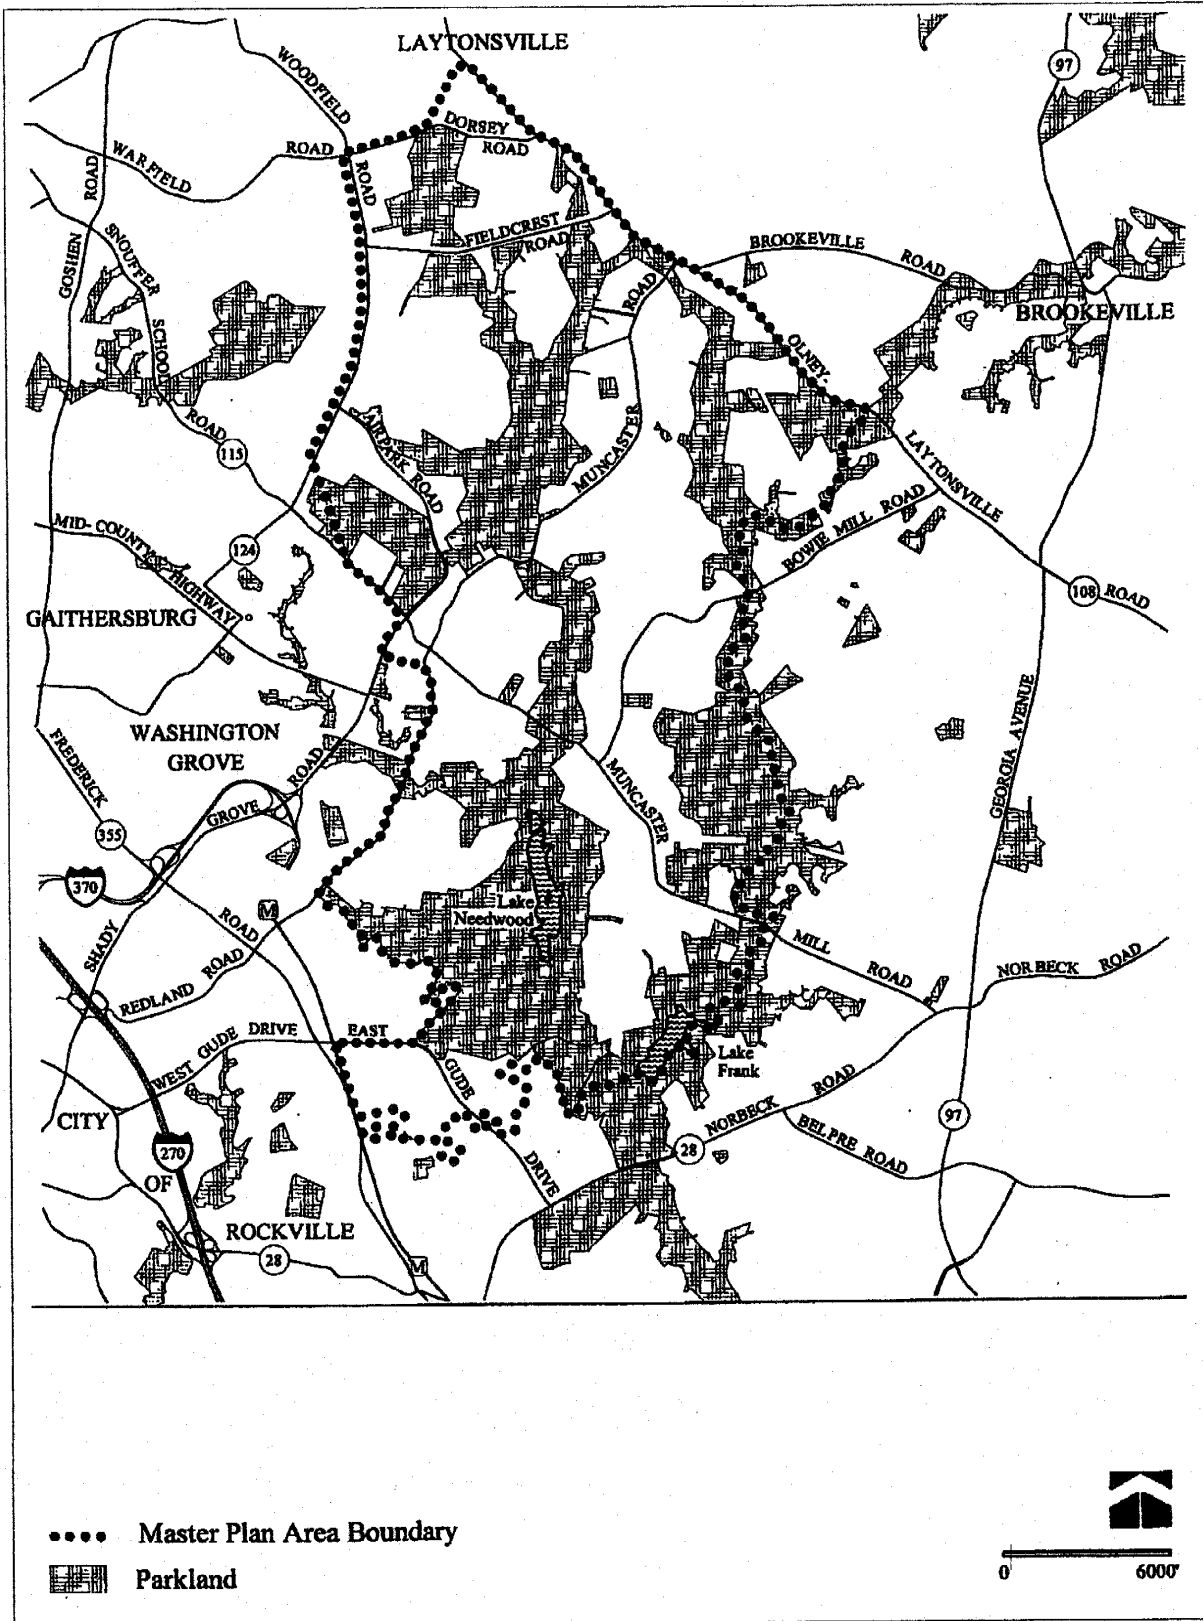 LAYTONSVILLE
WOODFIELD
97
DORSEY
ROAD
ROAD
ROAD
WARFIELD
ROAD
GOSHEN
SNOUFFER
SCHOOL
ROAD
115
FIELDCREST
ROAD
BROOKEVILLE
ROAD
BROOKEVILLE
ROAD
OLNEY-
LAYTONSVILLE
108
ROAD
AIRPARK ROAD
MUNCASTER
BOWIE MILL ROAD
MID-COUNTY
HIGHWAY
124
GAITHERSBURG
WASHINGTON
GROVE
FREDERICK
355
GROVE
ROAD
370
SHADY
M
ROAD
REDLAND
ROAD
MUNCASTER
GEORGIA AVENUE
Lake
Needwood
MILL
ROAD
NORBECK
ROAD
WEST GUDE
DRIVE
EAST
GUDE
DRIVE
Lake
Frank
NORBECK
ROAD
28
BELPRE ROAD
97
CITY
270
OF
ROCKVILLE
28
M
Master Plan Area Boundary
Parkland
0
6000'